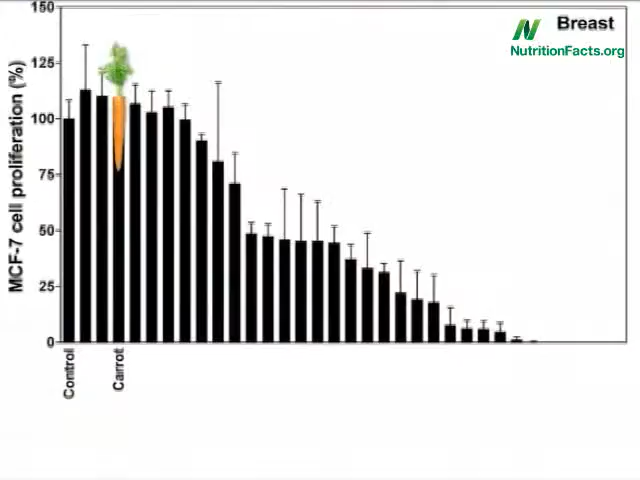 Breast
NutritionFacts.org
MCF-7 cell proliferation (%)
150
125
100
75
50
25
0
Control
Carrot